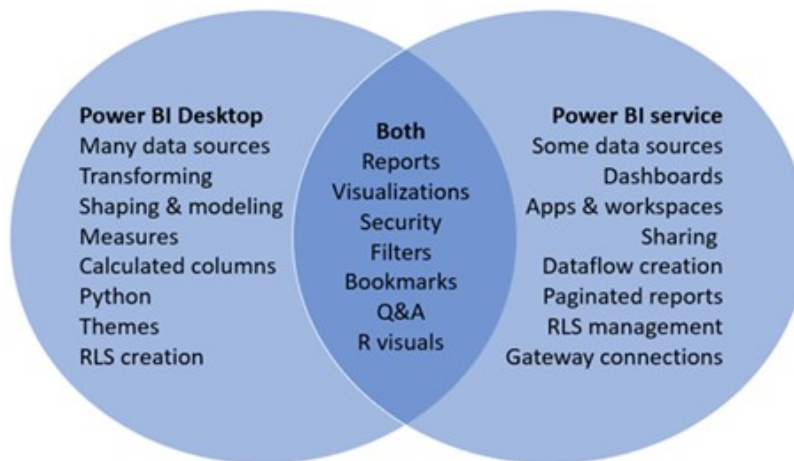 Power BI Desktop
Many data sources
Transforming
Shaping & modeling
Measures
Calculated columns
Python
Themes
RLS creation
Both
Reports
Visualizations
Security
Filters
Bookmarks
Q&A
R visuals
Power BI service
Some data sources
Dashboards
Apps & workspaces
Sharing
Dataflow creation
Paginated reports
RLS management
Gateway connections